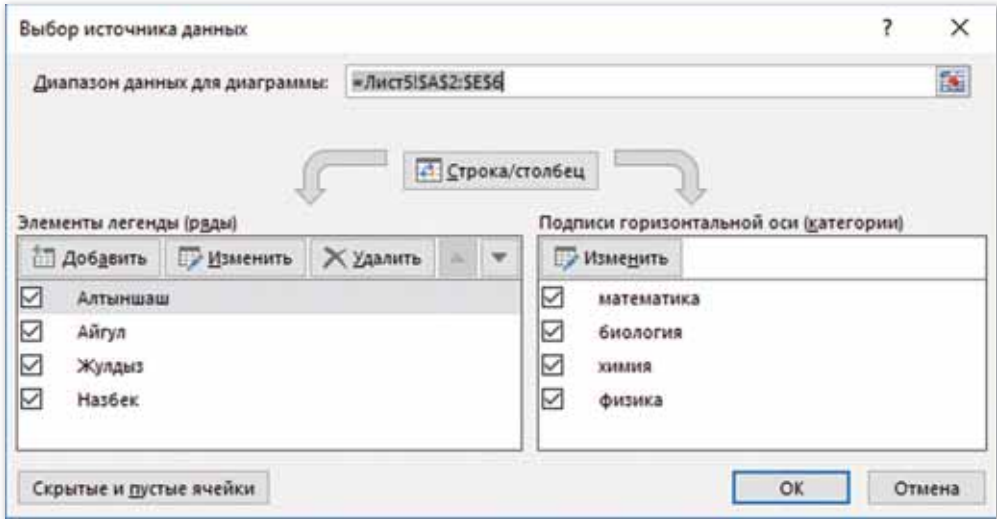 Выбор источника данных ? ×
Диапазон данных для диаграммы: =Лист5!$A$2:$E$6
Строка/столбец
Элементы легенды (ряды)
Добавить Изменить Удалить
Алтыншаш
Айгул
Жулдыз
Назбек
Подписи горизонтальной оси (категории)
Изменить
математика
биология
химия
физика
Скрытые и пустые ячейки
ОК Отмена